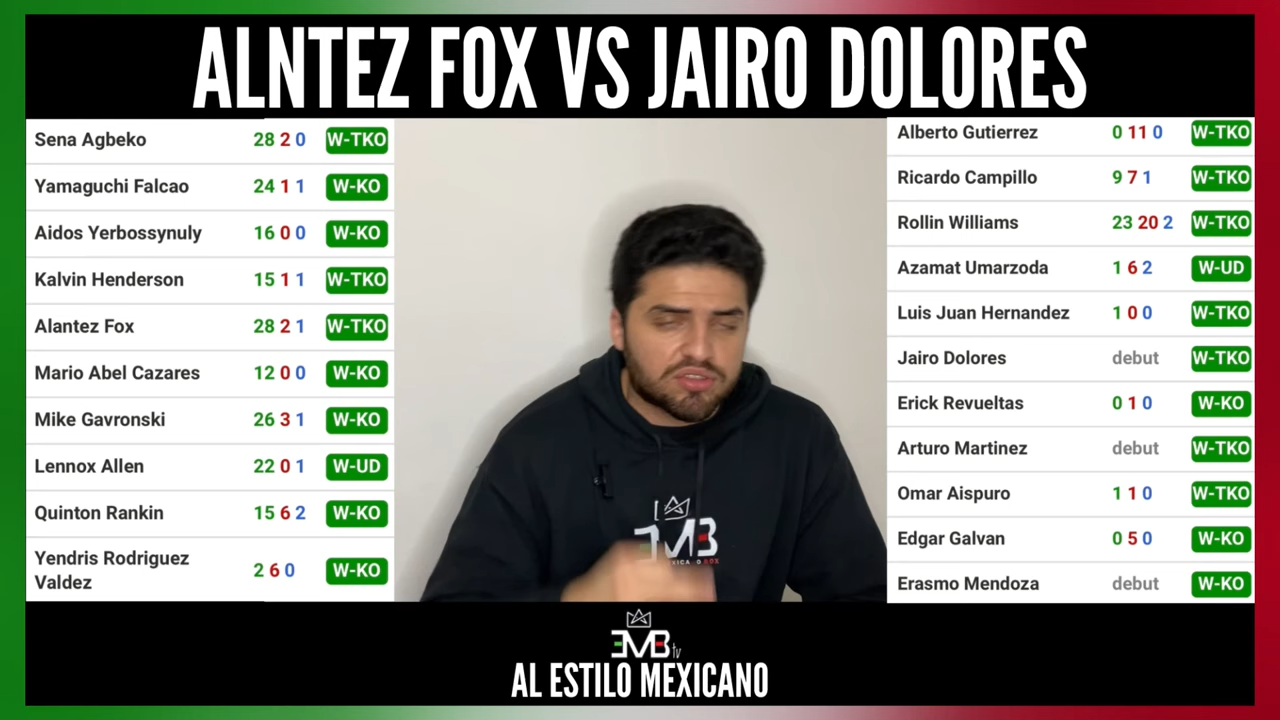 ALNTEZ FOX VS JAIRO DOLORES
Sena Agbeko 28 2 0 W-TKO
Yamaguchi Falcao 24 1 1 W-KO
Aidos Yerbossynuly 16 0 0 W-KO
Kalvin Henderson 15 1 1 W-TKO
Alantez Fox 28 2 1 W-TKO
Mario Abel Cazares 12 0 0 W-KO
Mike Gavronski 26 3 1 W-KO
Lennox Allen 22 0 1 W-UD
Quinton Rankin 15 6 2 W-KO
Yendris Rodriguez
Valdez 2 6 0 W-KO
Alberto Gutierrez 0 11 0 W-TKO
Ricardo Campillo 9 7 1 W-TKO
Rollin Williams 23 20 2 W-TKO
Azamat Umarzoda 1 6 2 W-UD
Luis Juan Hernandez 1 0 0 W-TKO
Jairo Dolores debut W-TKO
Erick Revueltas 0 1 0 W-KO
Arturo Martinez debut W-TKO
Omar Aispuro 1 1 0 W-TKO
Edgar Galvan 0 5 0 W-KO
Erasmo Mendoza debut W-KO
EMB
EMB tv
AL ESTILO MEXICANO